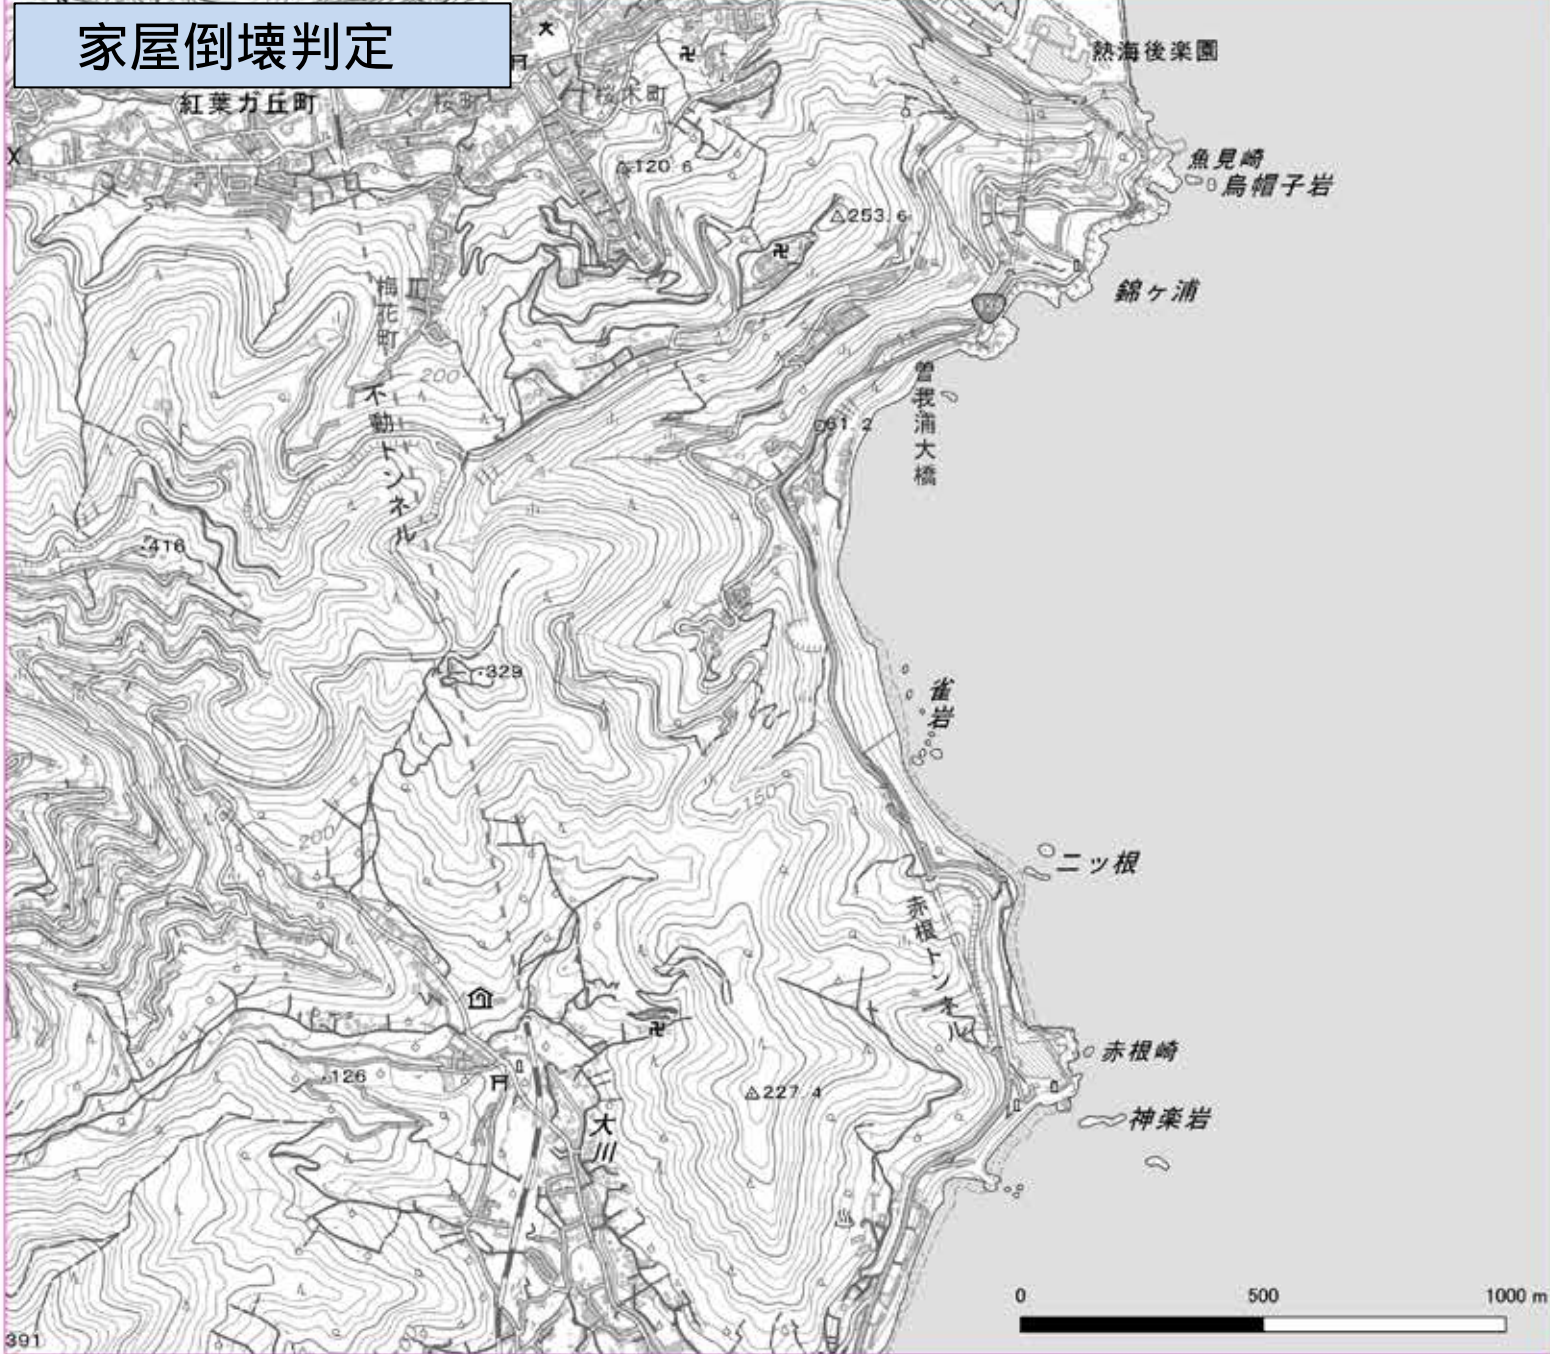 家屋倒壊判定
熱海後楽園
紅葉ガ丘町
桜町
桜木町
120.6
魚見崎
烏帽子岩
253.6
錦ヶ浦
梅花町
200
不動トンネル
曽我浦大橋
61.2
416
329
雀岩
150
200
二ッ根
赤根トンネル
赤根崎
126
227.4
神楽岩
大川
0 500 1000 m
391